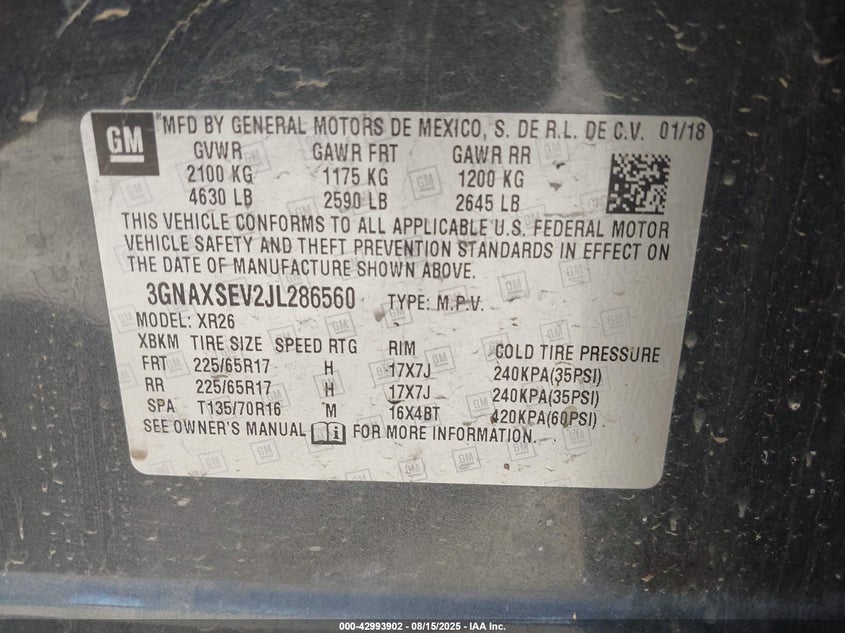 GM
*MFD BY GENERAL MOTORS DE MEXICO, S. DE R.L. DE C.V. 01/18
GVWR GAWR FRT GAWR RR
2100 KG 1175 KG 1200 KG
4630 LB 2590 LB 2645 LB
THIS VEHICLE CONFORMS TO ALL APPLICABLE U.S. FEDERAL MOTOR
VEHICLE SAFETY AND THEFT PREVENTION STANDARDS IN EFFECT ON
THE DATE OF MANUFACTURE SHOWN ABOVE.
3GNAXSEV2JL286560 TYPE: M.P.V.
MODEL: XR26
XBKM TIRE SIZE SPEED RTG RIM COLD TIRE PRESSURE
FRT 225/65R17 H 17X7J 240KPA(35PSI)
RR 225/65R17 H 17X7J 240KPA(35PSI)
SPA T135/70R16 M 16X4BT 420KPA(60PSI)
SEE OWNER'S MANUAL i FOR MORE INFORMATION.
000-42993902 - 08/15/2025 - IAA Inc.